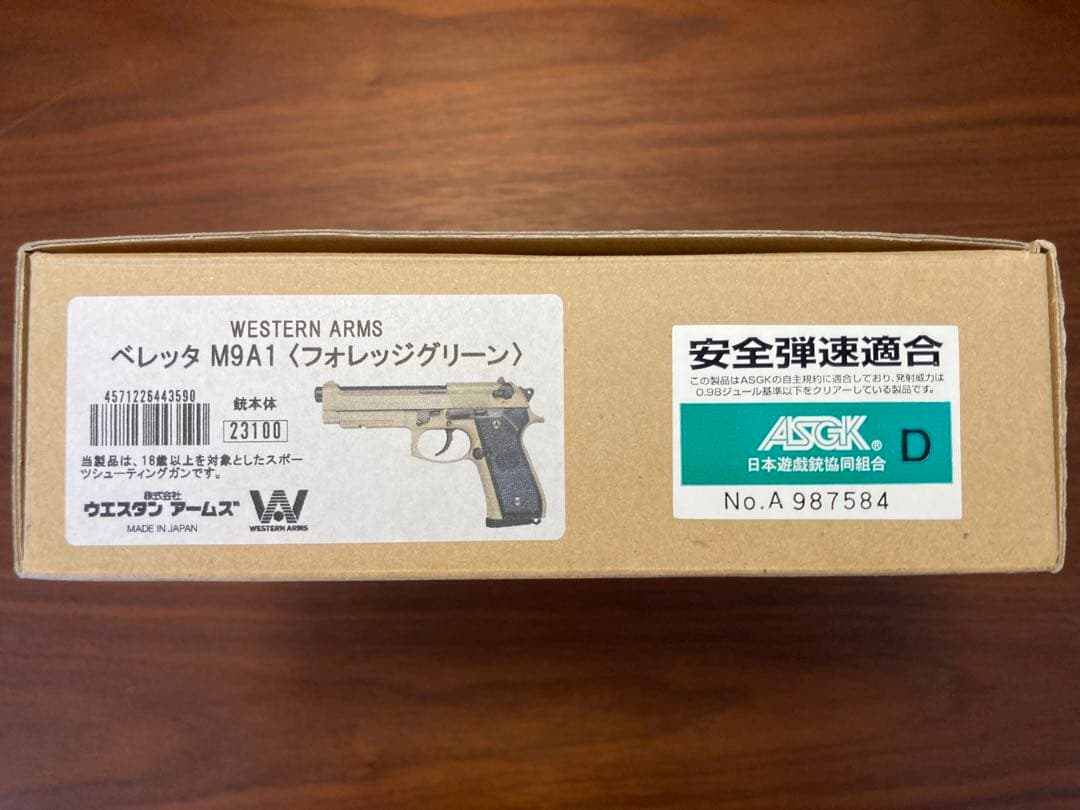 WESTERN ARMS
ベレッタ M9A1〈フォレッジグリーン〉
4571226443590
銃本体
23100
当製品は、18歳以上を対象としたスポー
ツシューティングガンです。
株式会社
ウエスタン アームズ
MADE IN JAPAN
WESTERN ARMS
安全弾速適合
この製品はASGKの自主規約に適合しており、発射威力は
0.98ジュール基準以下をクリアーしている製品です。
ASGK® D
日本遊戯銃協同組合
No.A 987584